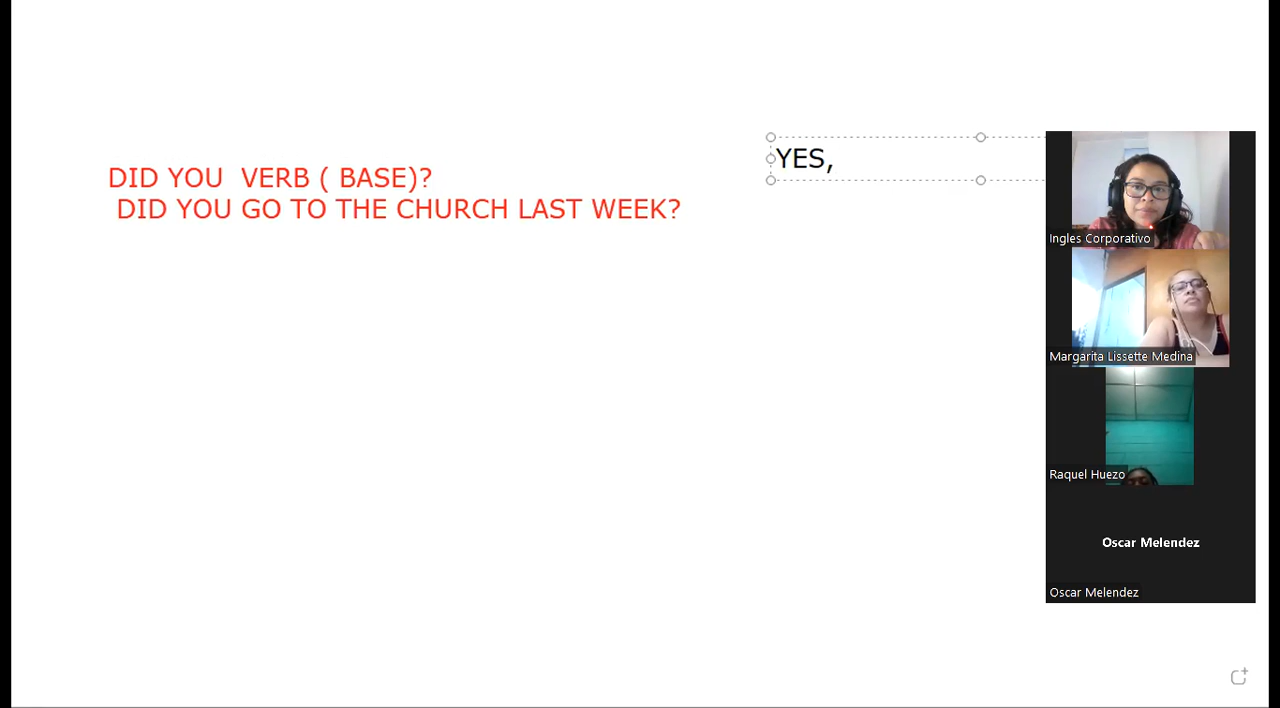 DID YOU VERB ( BASE)?
DID YOU GO TO THE CHURCH LAST WEEK?
YES,
Ingles Corporativo
Margarita Lissette Medina
Raquel Huezo
Oscar Melendez
Oscar Melendez